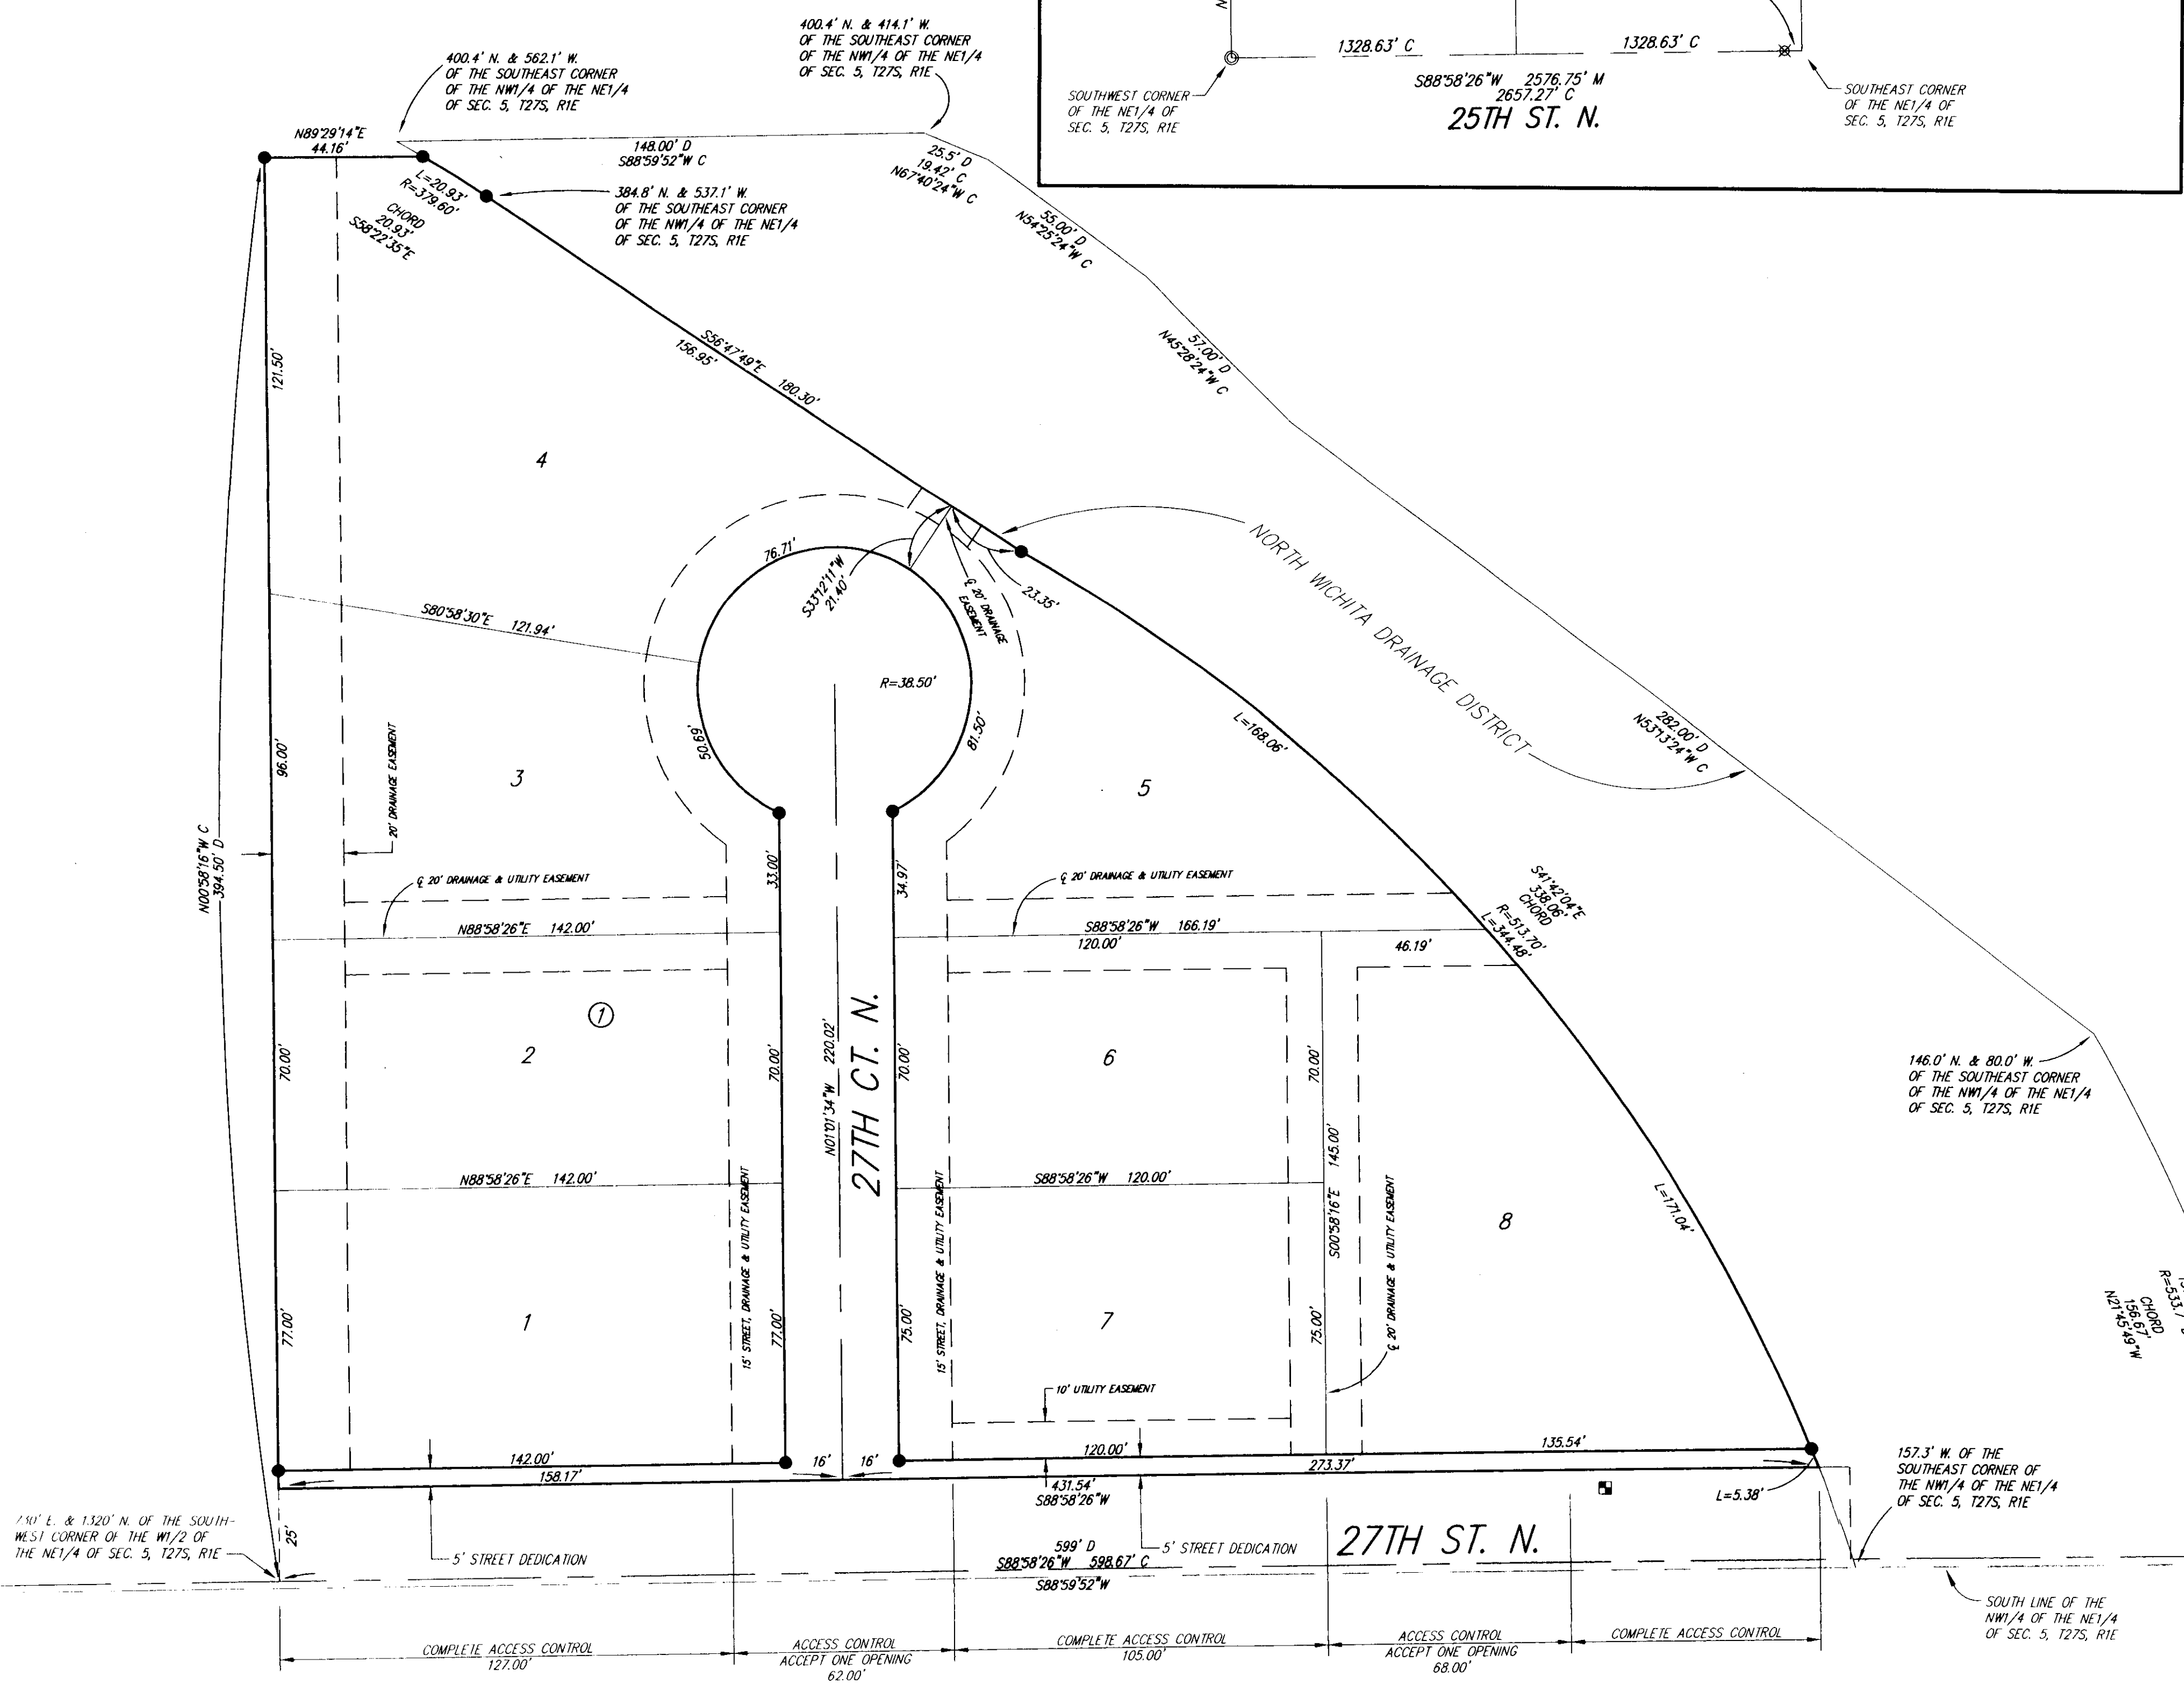 400.4' N. & 562.1' W.
OF THE SOUTHEAST CORNER
OF THE NW1/4 OF THE NE1/4
OF SEC. 5, T27S, R1E
400.4' N. & 414.1' W.
OF THE SOUTHEAST CORNER
OF THE NW1/4 OF THE NE1/4
OF SEC. 5, T27S, R1E
N
1328.63' C
1328.63' C
S88°58'26"W 2576.75' M
2657.27' C
25TH ST. N.
SOUTHWEST CORNER
OF THE NE1/4 OF
SEC. 5, T27S, R1E
SOUTHEAST CORNER
OF THE NE1/4 OF
SEC. 5, T27S, R1E
N89°29'14"E
44.16'
148.00' D
S88°59'52"W C
25.5' D
19.42' C
N67°40'24"W C
L=20.93'
R=379.60'
CHORD
20.93'
S58°22'35"E
384.8' N. & 537.1' W.
OF THE SOUTHEAST CORNER
OF THE NW1/4 OF THE NE1/4
OF SEC. 5, T27S, R1E
55.00' D
N54°25'24"W C
57.00' D
N45°28'24"W C
121.50'
S56°47'49"E 180.30'
156.95'
4
76.71'
S33°12'11"W
21.40'
℄ 20' DRAINAGE
EASEMENT
23.35'
NORTH WICHITA DRAINAGE DISTRICT
S80°58'30"E 121.94'
R=38.50'
L=168.06'
282.00' D
N53°13'24"W C
50.69'
81.50'
96.00'
20' DRAINAGE EASEMENT
3
5
N00°58'16"W C
394.50' D
33.00'
34.97'
℄ 20' DRAINAGE & UTILITY EASEMENT
℄ 20' DRAINAGE & UTILITY EASEMENT
S41°42'04"E
338.06'
CHORD
R=513.70'
L=344.48'
N88°58'26"E 142.00'
S88°58'26"W 166.19'
120.00'
46.19'
1
2
6
70.00'
70.00'
N01°01'34"W 220.02'
27TH CT. N.
70.00'
70.00'
146.0' N. & 80.0' W.
OF THE SOUTHEAST CORNER
OF THE NW1/4 OF THE NE1/4
OF SEC. 5, T27S, R1E
N88°58'26"E 142.00'
S88°58'26"W 120.00'
S00°58'16"E 145.00'
15' STREET, DRAINAGE & UTILITY EASEMENT
15' STREET, DRAINAGE & UTILITY EASEMENT
℄ 20' DRAINAGE & UTILITY EASEMENT
8
L=171.04'
1
7
77.00'
77.00'
75.00'
75.00'
R=533.7
CHORD
156.67'
N21°45'49"W
10' UTILITY EASEMENT
142.00'
158.17'
16'
16'
120.00'
135.54'
273.37'
431.54'
S88°58'26"W
L=5.38'
157.3' W. OF THE
SOUTHEAST CORNER OF
THE NW1/4 OF THE NE1/4
OF SEC. 5, T27S, R1E
730' E. & 1320' N. OF THE SOUTH-
WEST CORNER OF THE W1/2 OF
THE NE1/4 OF SEC. 5, T27S, R1E
25'
5' STREET DEDICATION
599' D
S88°58'26"W 598.67' C
S88°59'52"W
5' STREET DEDICATION
27TH ST. N.
SOUTH LINE OF THE
NW1/4 OF THE NE1/4
OF SEC. 5, T27S, R1E
COMPLETE ACCESS CONTROL
127.00'
ACCESS CONTROL
ACCEPT ONE OPENING
62.00'
COMPLETE ACCESS CONTROL
105.00'
ACCESS CONTROL
ACCEPT ONE OPENING
68.00'
COMPLETE ACCESS CONTROL